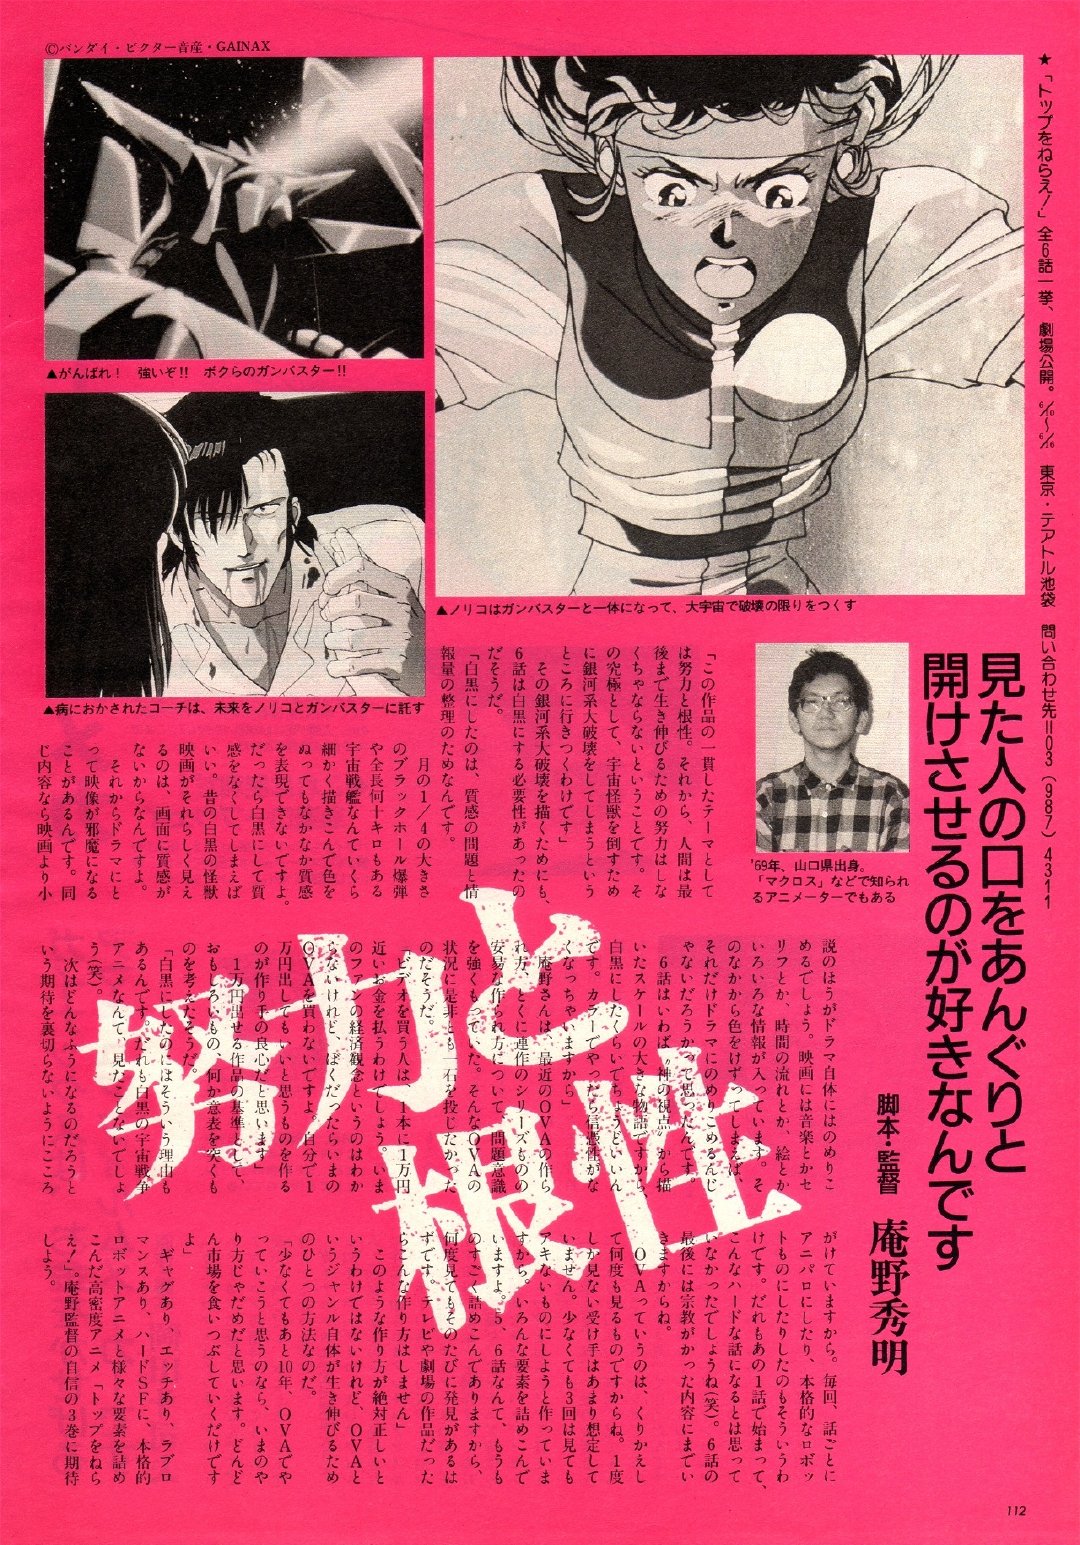 ©バンダイ・ビクター音産・GAINAX
★「トップをねらえ!」全6話一挙、劇場公開。6/10〜6/16 東京・テアトル池袋 問い合わせ先=03(987)4311
▲がんばれ! 強いぞ!! ボクらのガンバスター!!
▲ノリコはガンバスターと一体になって、大宇宙で破壊の限りをつくす
▲病におかされたコーチは、未来をノリコとガンバスターに託す
見た人の口をあんぐりと
開けさせるのが好きなんです
脚本・監督 庵野秀明
'69年、山口県出身。
「マクロス」などで知られ
るアニメーターでもある
努力と
根性
「この作品の一貫したテーマとして
は努力と根性。それから、人間は最
後まで生き伸びるための努力はしな
くちゃならないということです。そ
の究極として、宇宙怪獣を倒すため
に銀河系大破壊をしてしまうという
ところに行きつくわけです」
その銀河系大破壊を描くためにも、
6話は白黒にする必要性があったの
だそうだ。
「白黒にしたのは、質感の問題と情
報量の整理のためなんです。
月の1/4の大きさ
のブラックホール爆弾
や全長何十キロもある
宇宙戦艦なんていくら
細かく描きこんで色を
ぬってもなかなか質感
を表現できないですよ。
だったら白黒にして質
感をなくしてしまえば
いい。昔の白黒の怪獣
映画がそれらしく見え
るのは、画面に質感が
ないからなんですよ。
それからドラマにと
って映像が邪魔になる
ことがあるんです。同
じ内容なら映画より小
説のほうがドラマ自体にはのめりこ
めるでしょう。映画には音楽とかセ
リフとか、時間の流れとか、絵とか
いろいろな情報が入っています。そ
のなかから色をけずってしまえば、
それだけドラマにのめりこめるんじ
ゃないだろうかって思ったんです。
6話はいわば〝神の視点〟から描
いたスケールの大きな物語ですから、
白黒にしたくらいでちょうどいいん
です。カラーでやったら信憑性がな
くなっちゃいますから」
庵野さんは、最近のOVAの作ら
れ方、とくに連作のシリーズものの
安易な作られ方について、問題意識
を強くもっていた。そんなOVAの
状況に是非とも一石を投じたかった
のだそうだ。
「ビデオを買う人は、1本に1万円
近いお金を払うわけでしょう。いま
のファンの経済観念というのはわか
らないけれど、ぼくだったらいまの
OVAを買わないですよ。自分で1
万円出してもいいと思うものを作る
のが作り手の良心だと思います」
1万円出せる作品の基準として、
おもしろいもの、何か意表を突くも
のを考えたそうだ。
「白黒にしたのにはそういう理由も
あるんです。だれも白黒の宇宙戦争
アニメなんて、見たことないでしょ
う(笑)。
次はどんなふうになるのだろうと
いう期待を裏切らないようにこころ
がけていますから。毎回、話ごとに
アニパロにしたり、本格的なロボッ
トものにしたりしたのもそういうわ
けです。だれもあの1話で始まって、
こんなハードな話になるとは思って
いなかったでしょうね(笑)。6話の
最後には宗教がかった内容にまでい
きますからね。
OVAっていうのは、くりかえし
て何度も見るものですからね。1度
しか見ない受け手はあまり想定して
いません。少なくても3回は見ても
アキないものにしようと作っていま
すから。いろんな要素を詰めこんで
いますよ。5、6話なんて、もうも
のすごい詰めこんでありますから、
何度見てもそのたびに発見があるは
ずです。テレビや劇場の作品だった
らこんな作り方はしません」
このような作り方が絶対正しいと
いうわけではないけれど、OVAと
いうジャンル自体が生き伸びるため
のひとつの方法なのだ。
「少なくてもあと10年、OVAでや
っていこうと思うのなら、いまのや
り方じゃだめだと思います。どんど
ん市場を食いつぶしていくだけです
よ」
ギャグあり、エッチあり、ラブロ
マンスあり、ハードSFに、本格的
ロボットアニメと様々な要素を詰め
こんだ高密度アニメ「トップをねら
え!」。庵野監督の自信の3巻に期待
しよう。
112